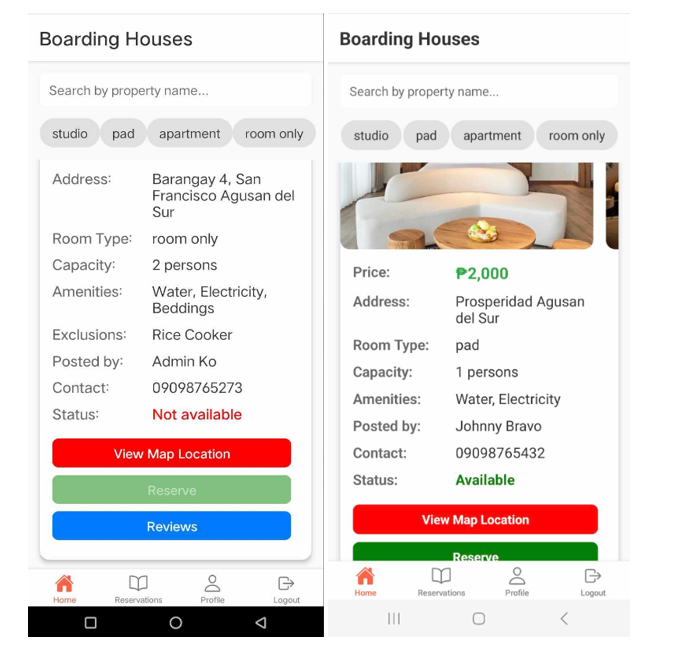 Boarding Houses
Search by property name...
studio
pad
apartment
room only
Address:
Barangay 4, San
Francisco Agusan del
Sur
Room Type:
room only
Capacity:
2 persons
Amenities:
Water, Electricity,
Beddings
Exclusions:
Rice Cooker
Posted by:
Admin Ko
Contact:
09098765273
Status:
Not available
View Map Location
Reserve
Reviews
Home
Reservations
Profile
Logout
Boarding Houses
Search by property name...
studio
pad
apartment
room only
Price:
₱2,000
Address:
Prosperidad Agusan
del Sur
Room Type:
pad
Capacity:
1 persons
Amenities:
Water, Electricity
Posted by:
Johnny Bravo
Contact:
09098765432
Status:
Available
View Map Location
Reserve
Home
Reservations
Profile
Logout